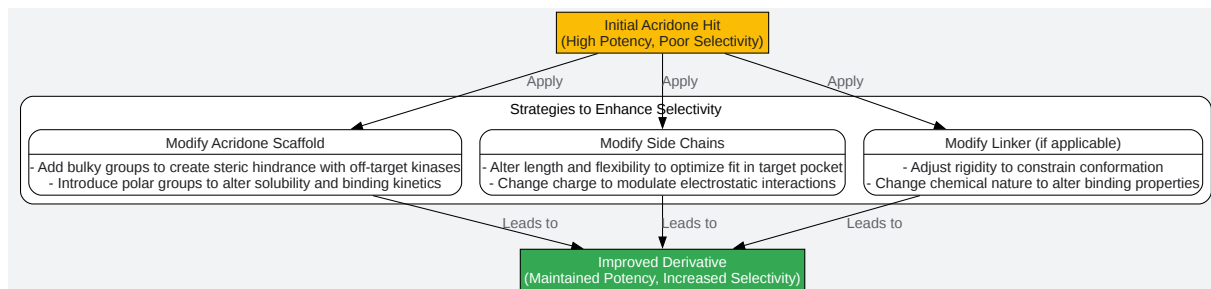 Initial Acridone Hit
(High Potency, Poor Selectivity)
Apply
Apply
Apply
Strategies to Enhance Selectivity
Modify Acridone Scaffold
- Add bulky groups to create steric hindrance with off-target kinases
- Introduce polar groups to alter solubility and binding kinetics
Modify Side Chains
- Alter length and flexibility to optimize fit in target pocket
- Change charge to modulate electrostatic interactions
Modify Linker (if applicable)
- Adjust rigidity to constrain conformation
- Change chemical nature to alter binding properties
Leads to
Leads to
Leads to
Improved Derivative
(Maintained Potency, Increased Selectivity)